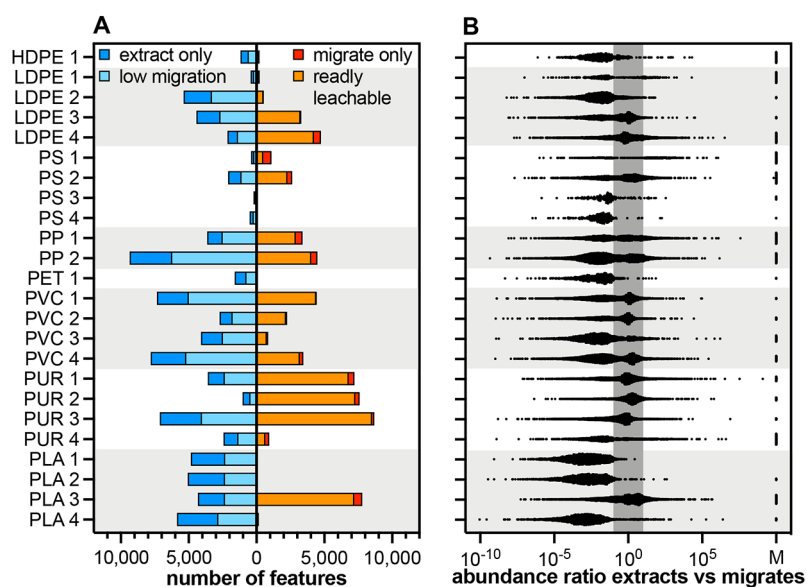 A
B
extract only
migrate only
low migration
readly
leachable
HDPE 1
LDPE 1
LDPE 2
LDPE 3
LDPE 4
PS 1
PS 2
PS 3
PS 4
PP 1
PP 2
PET 1
PVC 1
PVC 2
PVC 3
PVC 4
PUR 1
PUR 2
PUR 3
PUR 4
PLA 1
PLA 2
PLA 3
PLA 4
10,000 5,000 0 5,000 10,000
number of features
10⁻¹⁰ 10⁻⁵ 10⁰ 10⁵ M
abundance ratio extracts vs migrates